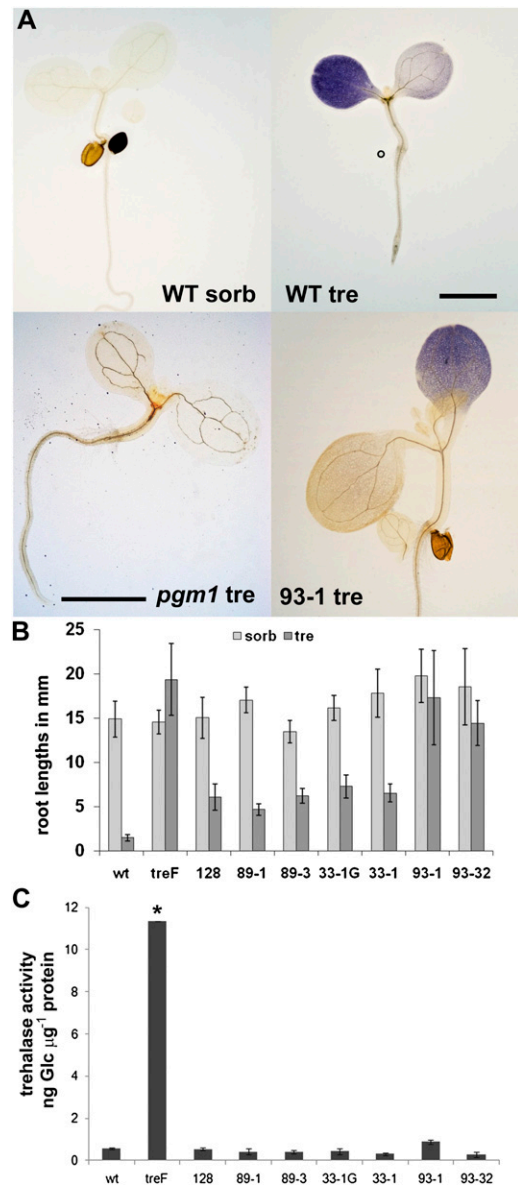 A
WT sorb
WT tre
pgm1 tre
93-1 tre
B
sorb tre
root lengths in mm
25
20
15
10
5
0
wt treF 128 89-1 89-3 33-1G 33-1 93-1 93-32
C
trehalase activity
ng Glc µg⁻¹ protein
12
10
8
6
4
2
0
*
wt treF 128 89-1 89-3 33-1G 33-1 93-1 93-32